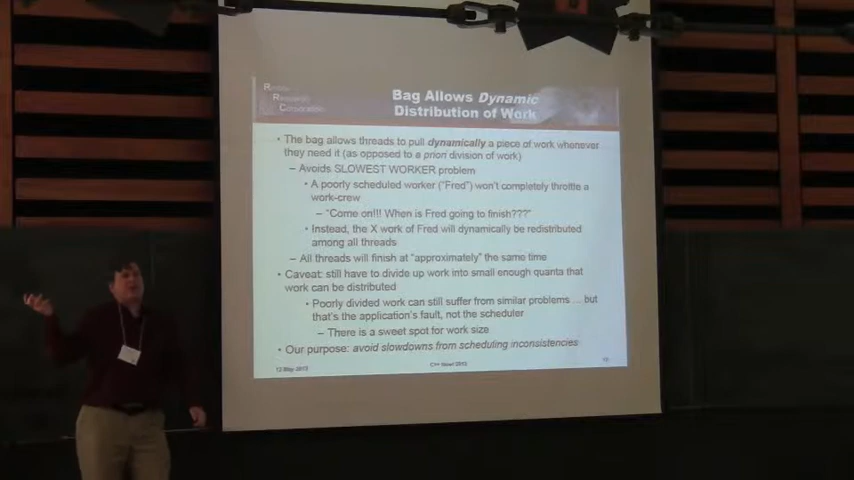 Research
Corporation
Bag Allows Dynamic
Distribution of Work
• The bag allows threads to pull dynamically a piece of work whenever
they need it (as opposed to a priori division of work)
– Avoids SLOWEST WORKER problem
• A poorly scheduled worker ("Fred") won't completely throttle a
work-crew
– "Come on!!! When is Fred going to finish???"
• Instead, the X work of Fred will dynamically be redistributed
among all threads
– All threads will finish at "approximately" the same time
• Caveat: still have to divide up work into small enough quanta that
work can be distributed
• Poorly divided work can still suffer from similar problems ... but
that's the application's fault, not the scheduler
– There is a sweet spot for work size
• Our purpose: avoid slowdowns from scheduling inconsistencies
C++ Now! 2013